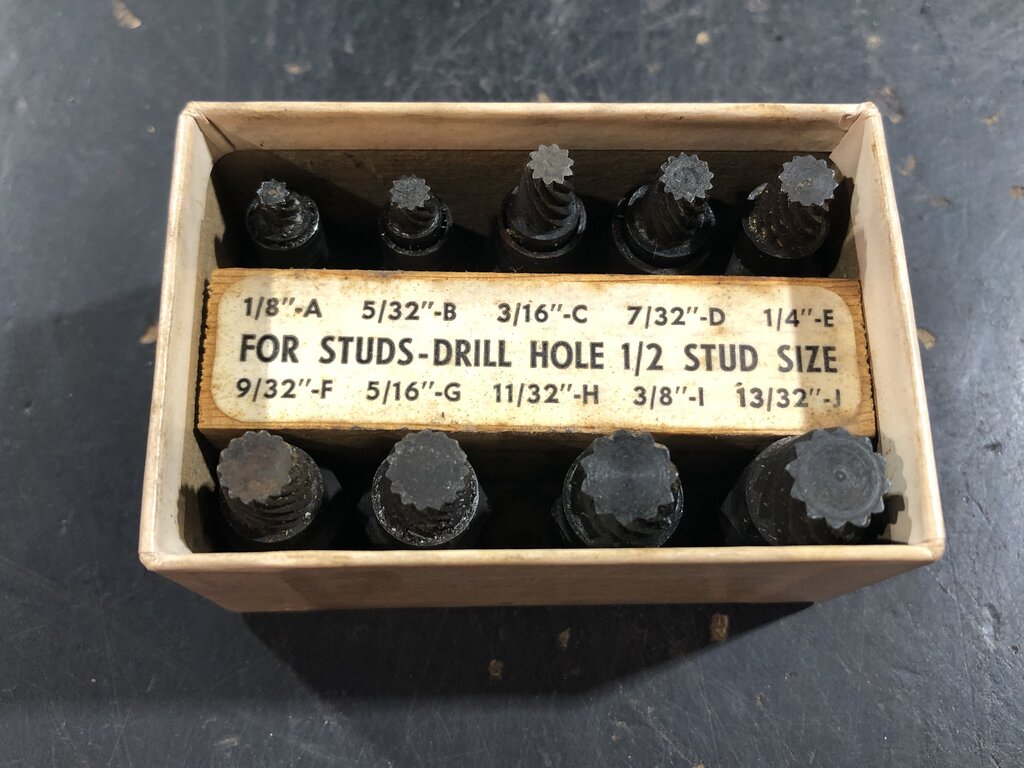 1/8"-A 5/32"-B 3/16"-C 7/32"-D 1/4"-E
FOR STUDS-DRILL HOLE 1/2 STUD SIZE
9/32"-F 5/16"-G 11/32"-H 3/8"-I 13/32"-J